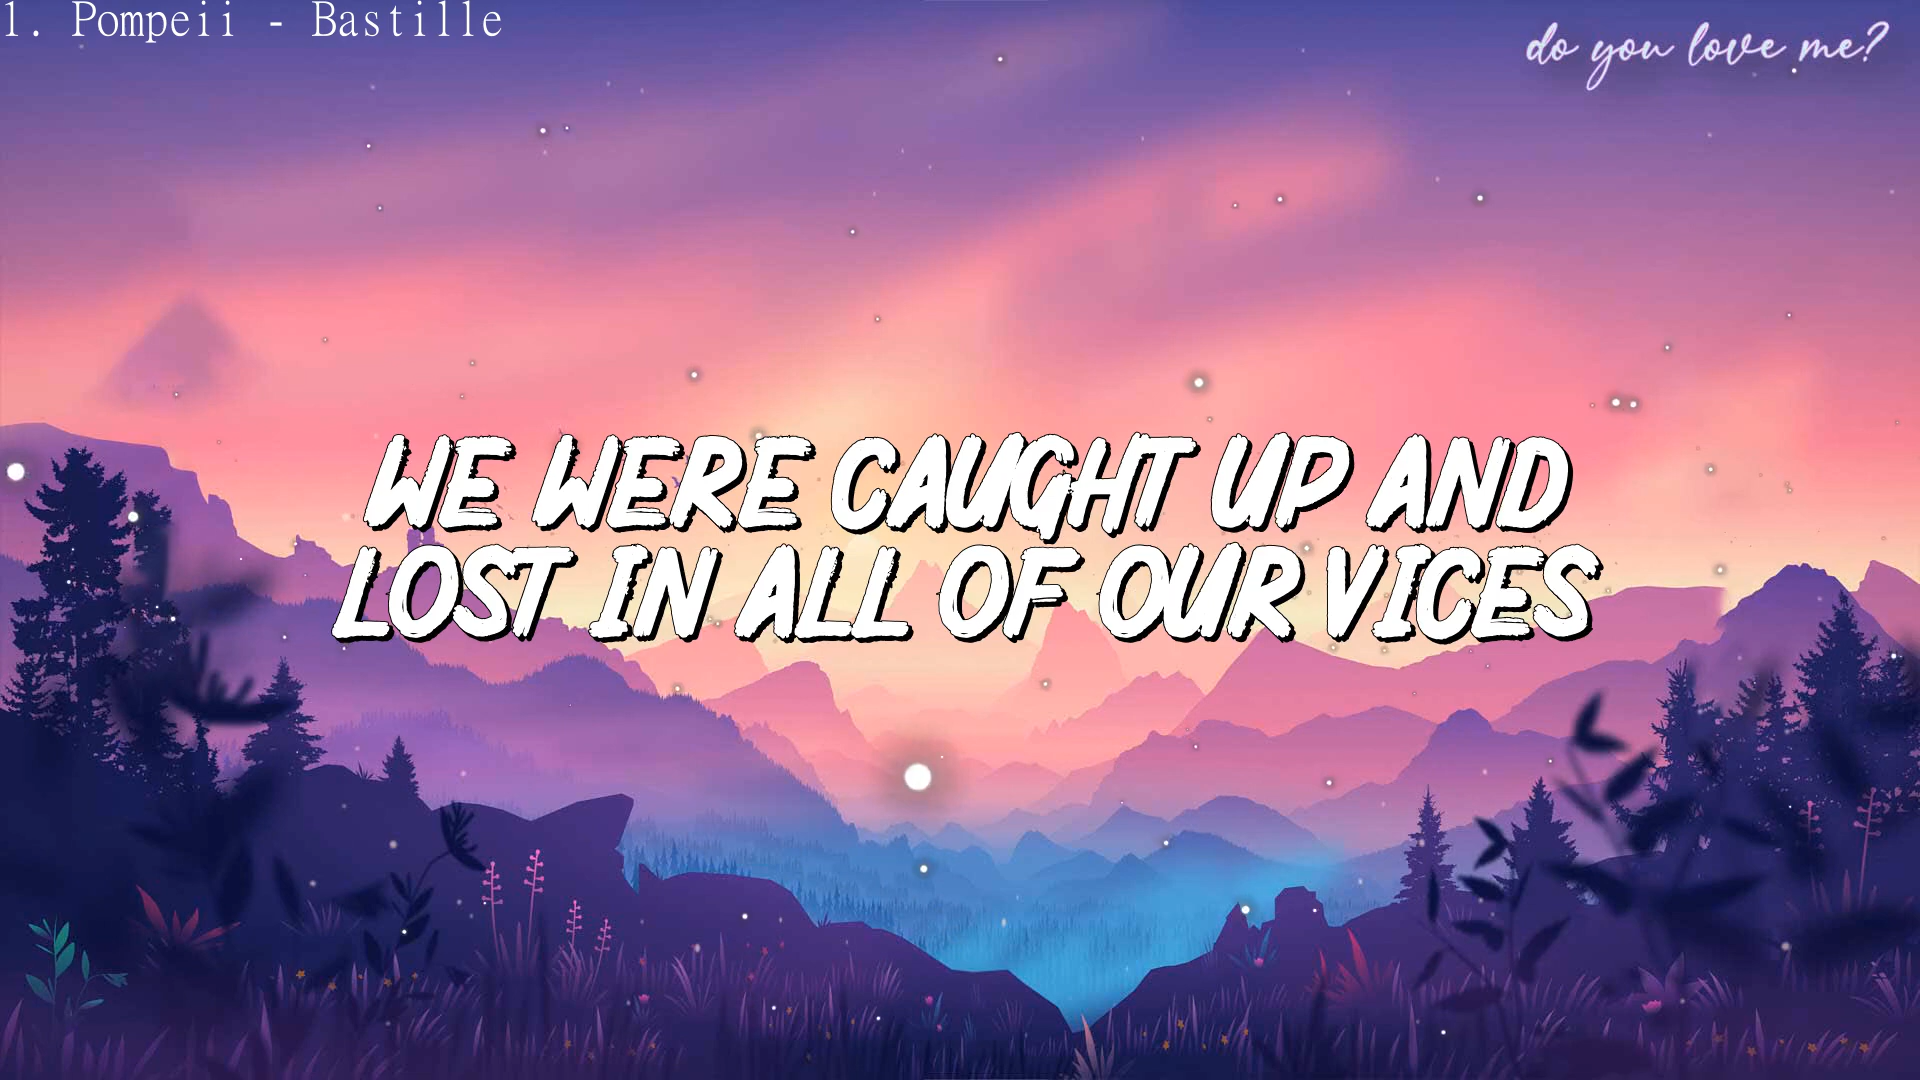 1. Pompeii - Bastille
do you love me?
WE WERE CAUGHT UP AND
LOST IN ALL OF OUR VICES